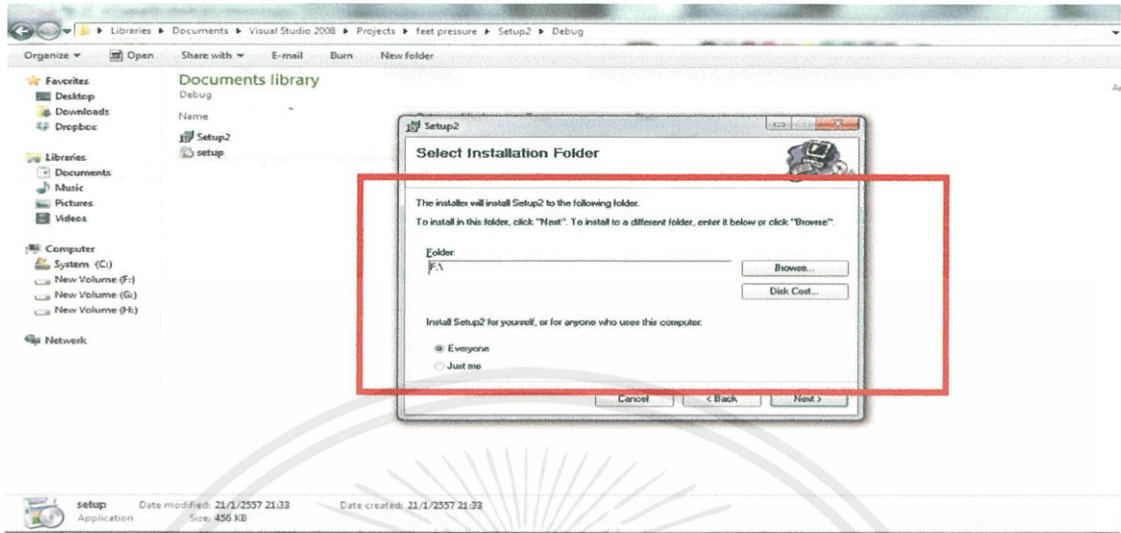 Libraries ▸ Documents ▸ Visual Studio 2008 ▸ Projects ▸ feet pressure ▸ Setup2 ▸ Debug
Organize Open Share with E-mail Burn New folder
Favorites
Desktop
Downloads
Dropbox
Libraries
Documents
Music
Pictures
Videos
Computer
System (C:)
New Volume (F:)
New Volume (G:)
New Volume (H:)
Network
Documents library
Debug
Name
Setup2
setup
Setup2
Select Installation Folder
The installer will install Setup2 to the following folder.
To install in this folder, click "Next". To install to a different folder, enter it below or click "Browse".
Folder:
F:\
Browse...
Disk Cost...
Install Setup2 for yourself, or for anyone who uses this computer:
Everyone
Just me
Cancel < Back Next >
setup Date modified: 21/1/2557 21:33 Date created: 21/1/2557 21:33
Application Size: 456 KB